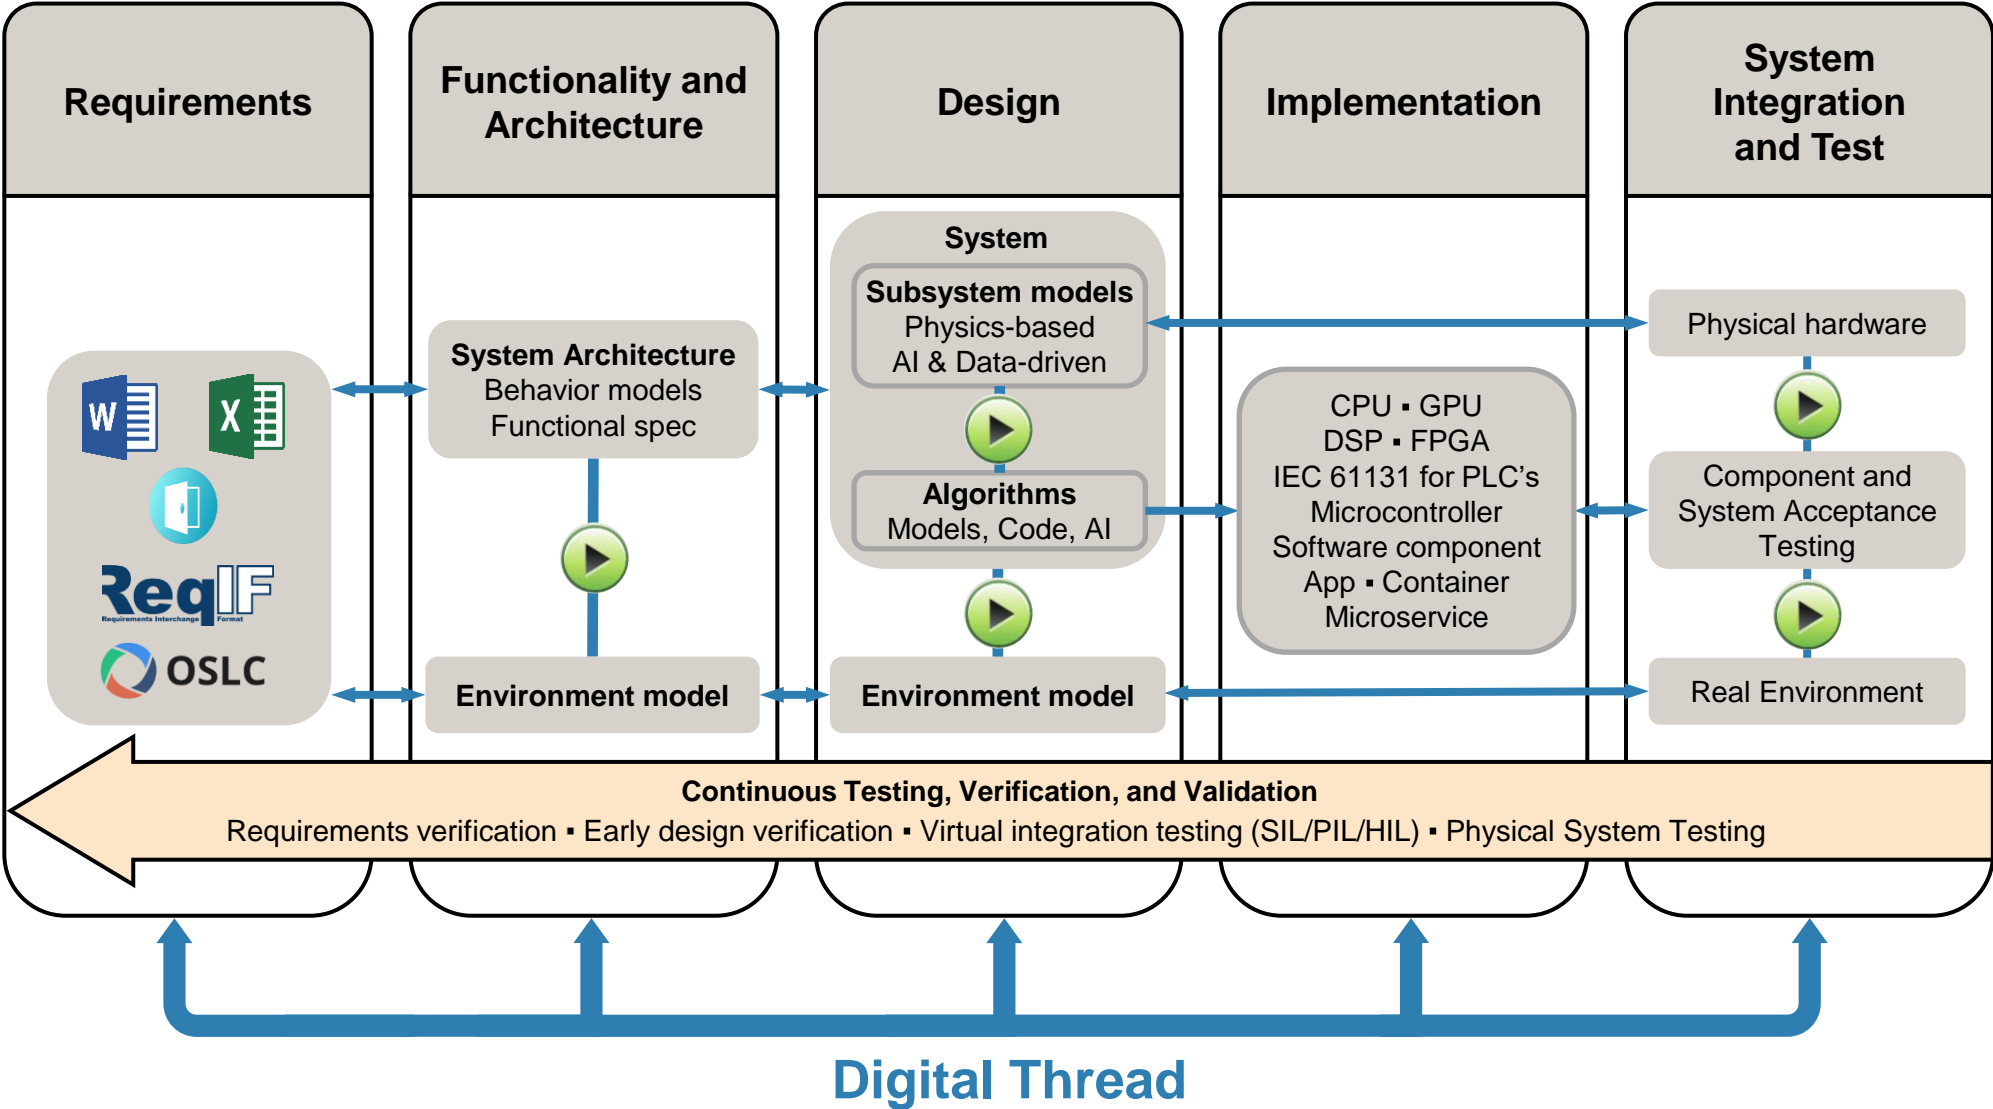 Requirements
Functionality and
Architecture
Design
Implementation
System
Integration
and Test
W
X
ReqIF
Requirements Interchange Format
OSLC
System Architecture
Behavior models
Functional spec
Environment model
System
Subsystem models
Physics-based
AI & Data-driven
Algorithms
Models, Code, AI
Environment model
CPU ▪ GPU
DSP ▪ FPGA
IEC 61131 for PLC’s
Microcontroller
Software component
App ▪ Container
Microservice
Physical hardware
Component and
System Acceptance
Testing
Real Environment
Continuous Testing, Verification, and Validation
Requirements verification ▪ Early design verification ▪ Virtual integration testing (SIL/PIL/HIL) ▪ Physical System Testing
Digital Thread